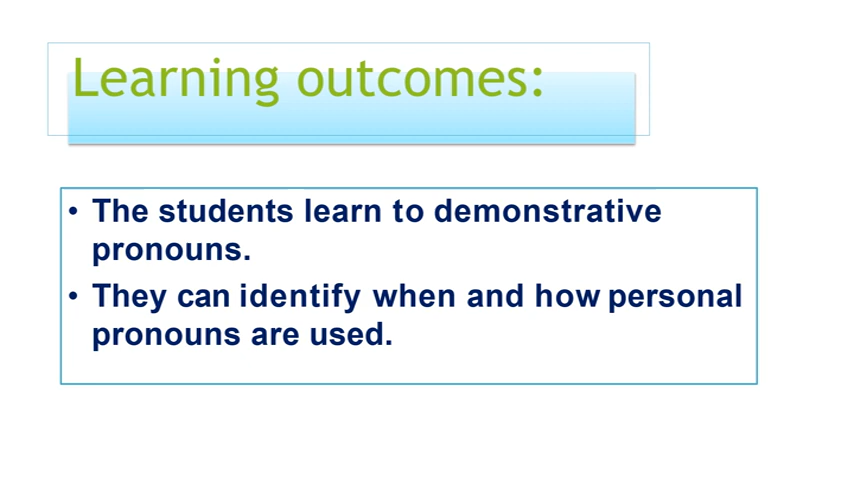 Learning outcomes:
• The students learn to demonstrative
pronouns.
• They can identify when and how personal
pronouns are used.